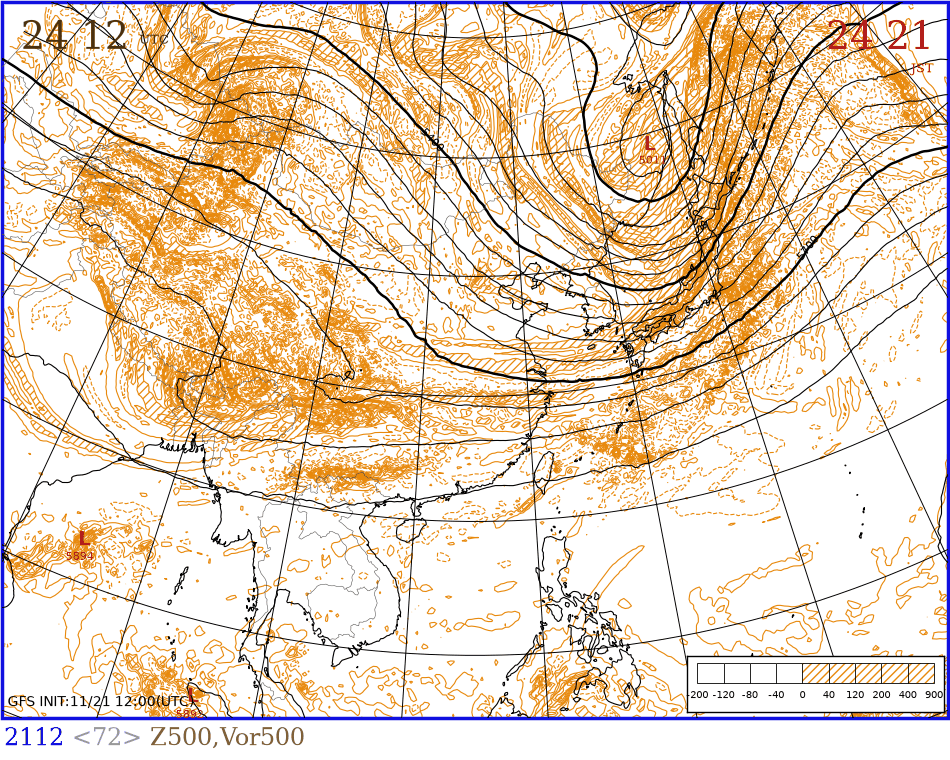 24 12 UTC
24 21 JST
L
L
5894
L
GFS INIT:11/21 12:00(UTC)
-200 -120 -80 -40 0 40 120 200 400 900
2112 <72> Z500,Vor500